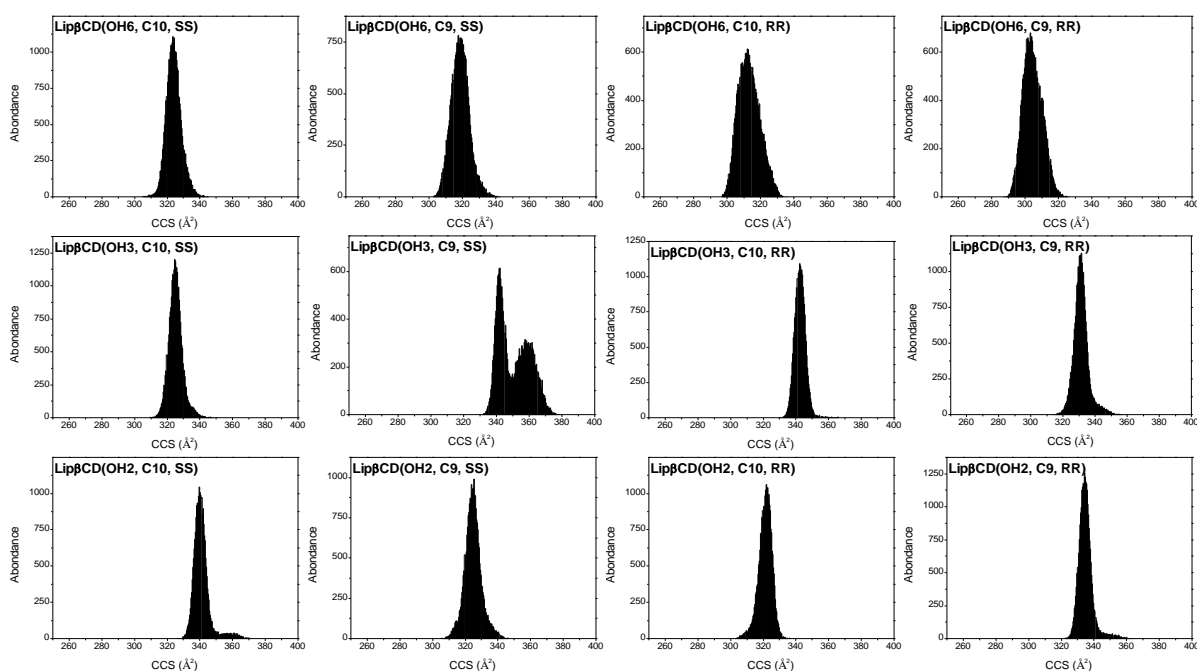 LipβCD(OH6, C10, SS)
Abondance
1000
750
500
250
0
260 280 300 320 340 360 380 400
CCS (Å²)
LipβCD(OH6, C9, SS)
Abondance
750
500
250
0
260 280 300 320 340 360 380 400
CCS (Å²)
LipβCD(OH6, C10, RR)
Abondance
600
400
200
0
260 280 300 320 340 360 380 400
CCS (Å²)
LipβCD(OH6, C9, RR)
Abondance
600
400
200
0
260 280 300 320 340 360 380 400
CCS (Å²)
LipβCD(OH3, C10, SS)
Abondance
1250
1000
750
500
250
0
260 280 300 320 340 360 380 400
CCS (Å²)
LipβCD(OH3, C9, SS)
Abondance
600
400
200
0
260 280 300 320 340 360 380 400
CCS (Å²)
LipβCD(OH3, C10, RR)
Abondance
1250
1000
750
500
250
0
260 280 300 320 340 360 380 400
CCS (Å²)
LipβCD(OH3, C9, RR)
Abondance
1000
750
500
250
0
260 280 300 320 340 360 380 400
CCS (Å²)
LipβCD(OH2, C10, SS)
Abondance
1000
750
500
250
0
260 280 300 320 340 360 380 400
CCS (Å²)
LipβCD(OH2, C9, SS)
Abondance
1000
750
500
250
0
260 280 300 320 340 360 380 400
CCS (Å²)
LipβCD(OH2, C10, RR)
Abondance
1000
750
500
250
0
260 280 300 320 340 360 380 400
CCS (Å²)
LipβCD(OH2, C9, RR)
Abondance
1250
1000
750
500
250
0
260 280 300 320 340 360 380 400
CCS (Å²)